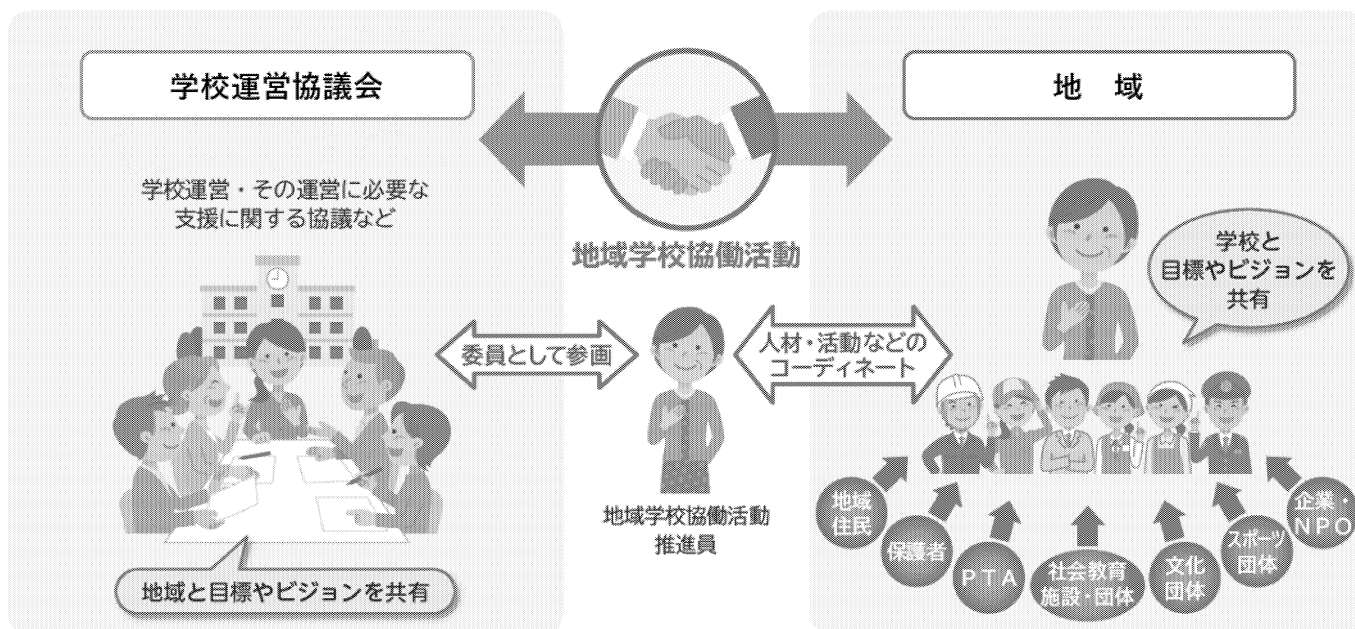 学校運営協議会
学校運営・その運営に必要な
支援に関する協議など
地域と目標やビジョンを共有
地域学校協働活動
委員として参画
地域学校協働活動
推進員
人材・活動などの
コーディネート
地　域
学校と
目標やビジョンを
共有
地域
住民
保護者
ＰＴＡ
社会教育
施設・団体
文化
団体
スポーツ
団体
企業・
ＮＰＯ